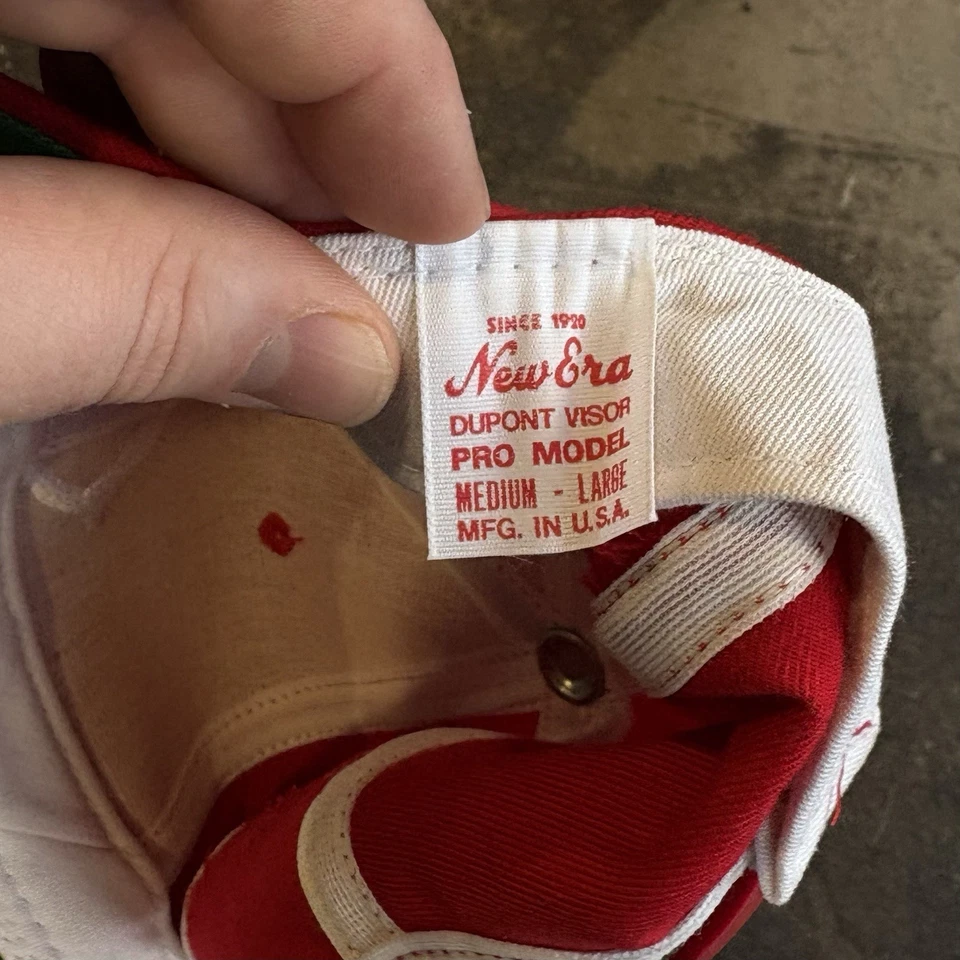 SINCE 1920
New Era
DUPONT VISOR
PRO MODEL
MEDIUM - LARGE
MFG. IN U.S.A.